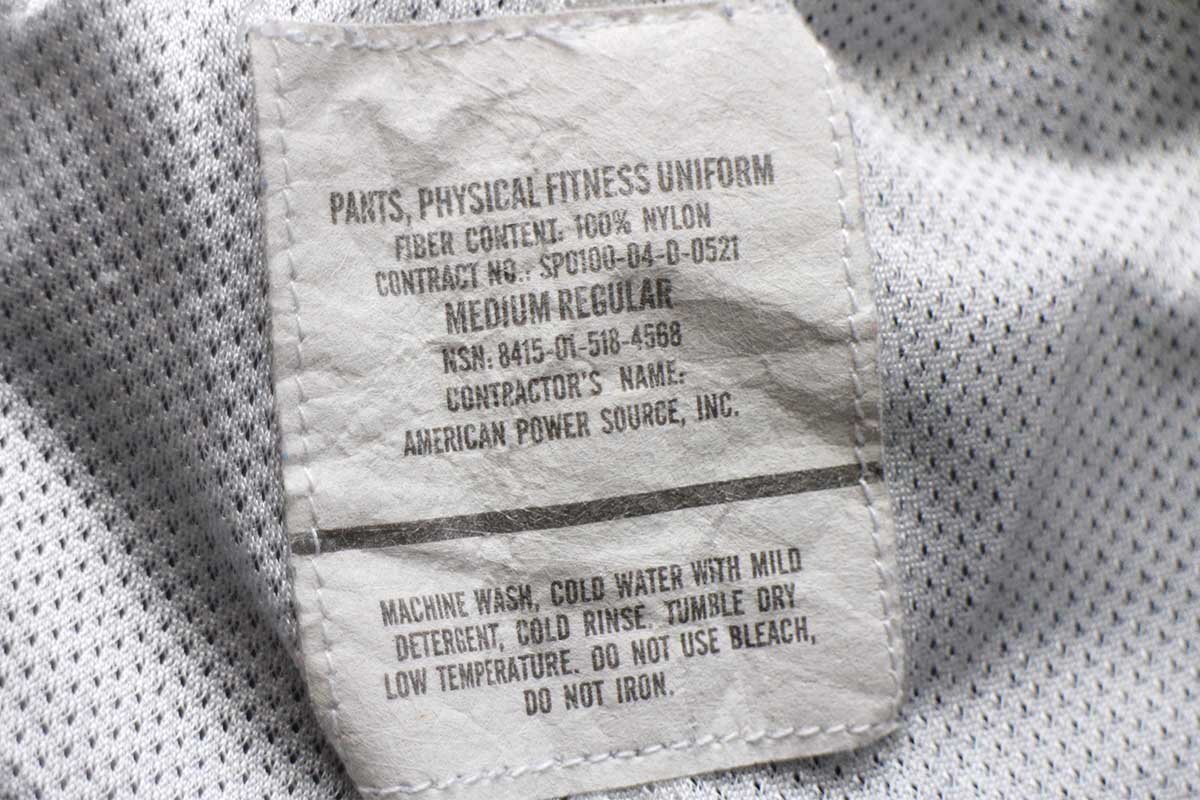 PANTS, PHYSICAL FITNESS UNIFORM
FIBER CONTENT: 100% NYLON
CONTRACT NO.: SP0100-04-D-0521
MEDIUM REGULAR
NSN: 8415-01-518-4568
CONTRACTOR'S NAME:
AMERICAN POWER SOURCE, INC.
MACHINE WASH, COLD WATER WITH MILD
DETERGENT, COLD RINSE. TUMBLE DRY
LOW TEMPERATURE. DO NOT USE BLEACH,
DO NOT IRON.